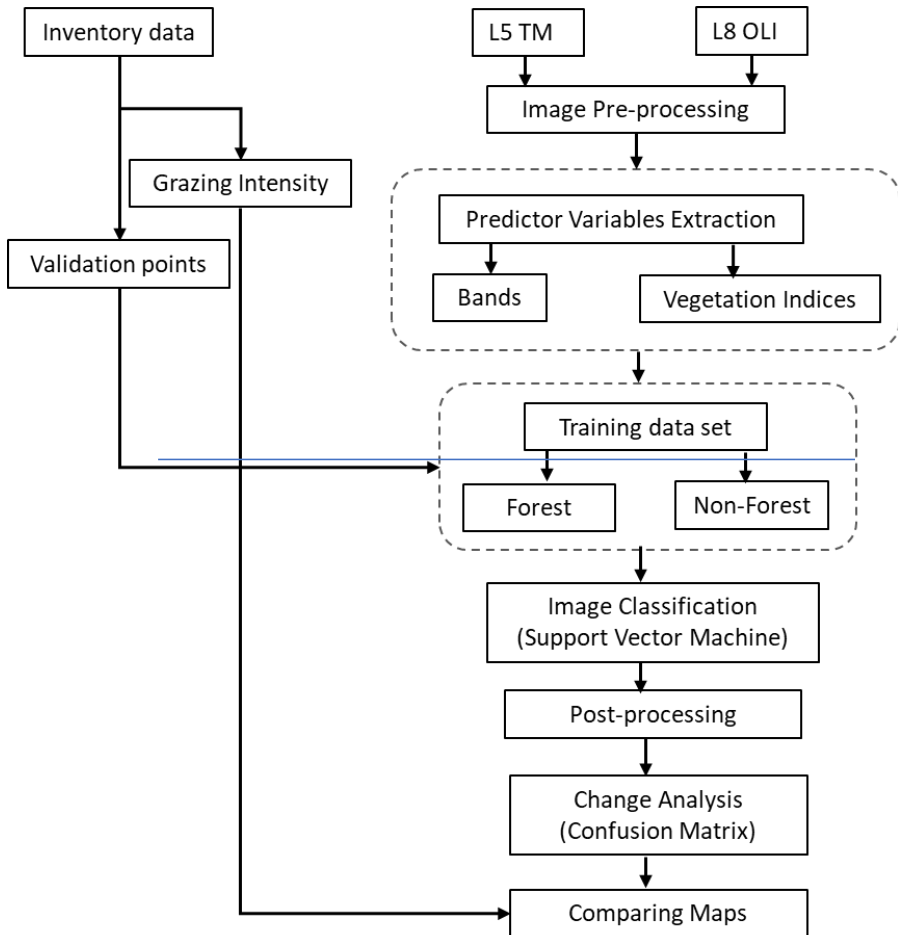 Inventory data
L5 TM
L8 OLI
Image Pre-processing
Grazing Intensity
Predictor Variables Extraction
Validation points
Bands
Vegetation Indices
Training data set
Forest
Non-Forest
Image Classification
(Support Vector Machine)
Post-processing
Change Analysis
(Confusion Matrix)
Comparing Maps